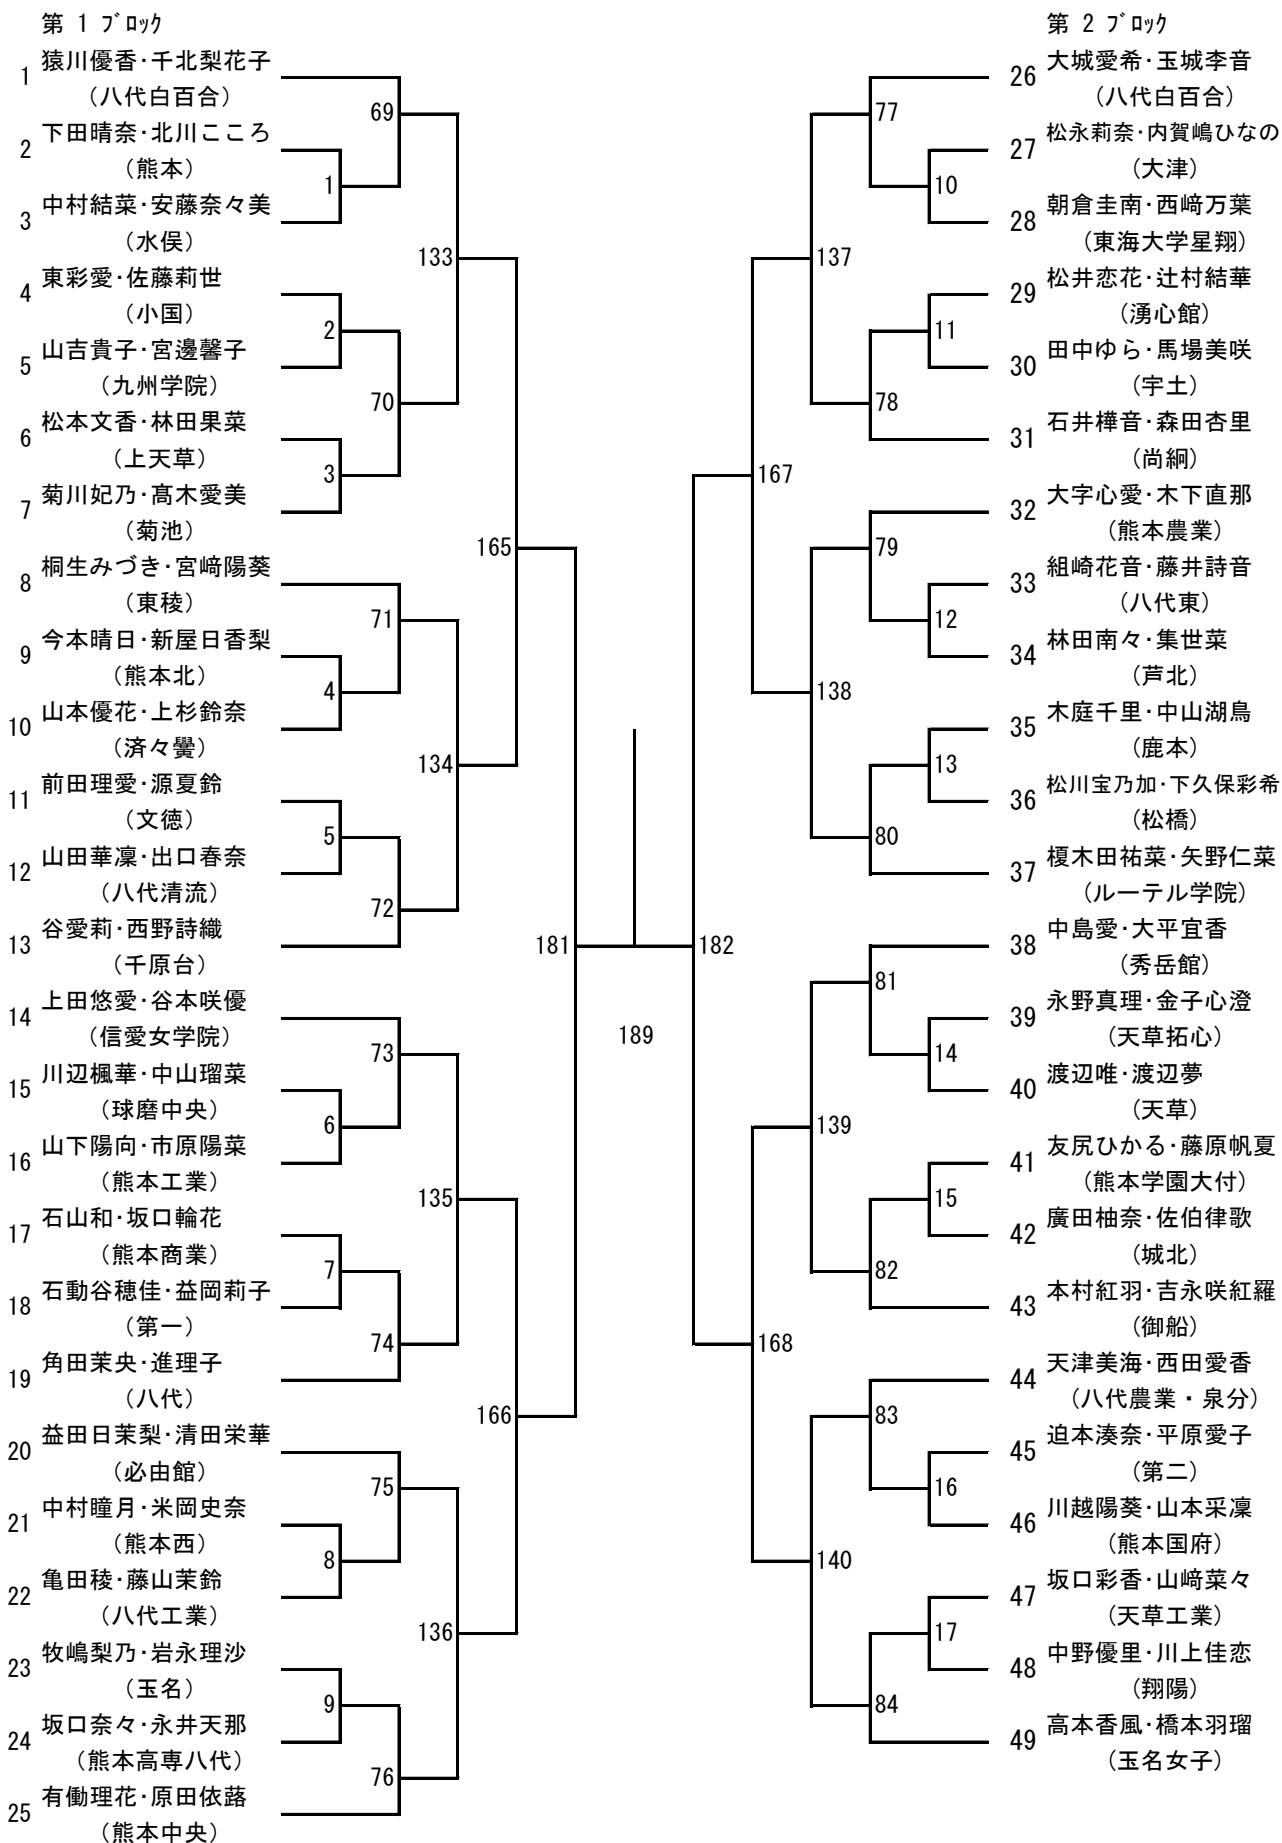 第 1 ブロック
1 猿川優香・千北梨花子
(八代白百合)
69
2 下田晴奈・北川こころ
(熊本)
1
3 中村結菜・安藤奈々美
(水俣)
133
4 東彩愛・佐藤莉世
(小国)
2
5 山吉貴子・宮邊馨子
(九州学院)
70
6 松本文香・林田果菜
(上天草)
3
7 菊川妃乃・髙木愛美
(菊池)
165
8 桐生みづき・宮﨑陽葵
(東稜)
71
9 今本晴日・新屋日香梨
(熊本北)
4
10 山本優花・上杉鈴奈
(済々黌)
134
11 前田理愛・源夏鈴
(文徳)
5
12 山田華凜・出口春奈
(八代清流)
72
13 谷愛莉・西野詩織
(千原台)
181
14 上田悠愛・谷本咲優
(信愛女学院)
73
15 川辺楓華・中山瑠菜
(球磨中央)
6
16 山下陽向・市原陽菜
(熊本工業)
135
17 石山和・坂口輪花
(熊本商業)
7
18 石動谷穂佳・益岡莉子
(第一)
74
19 角田茉央・進理子
(八代)
166
20 益田日茉梨・清田栄華
(必由館)
75
21 中村瞳月・米岡史奈
(熊本西)
8
22 亀田稜・藤山茉鈴
(八代工業)
136
23 牧嶋梨乃・岩永理沙
(玉名)
9
24 坂口奈々・永井天那
(熊本高専八代)
76
25 有働理花・原田依蕗
(熊本中央)
189
第 2 ブロック
26 大城愛希・玉城李音
(八代白百合)
77
27 松永莉奈・内賀嶋ひなの
(大津)
10
28 朝倉圭南・西﨑万葉
(東海大学星翔)
137
29 松井恋花・辻村結華
(湧心館)
11
30 田中ゆら・馬場美咲
(宇土)
78
31 石井樺音・森田杏里
(尚絅)
167
32 大字心愛・木下直那
(熊本農業)
79
33 組崎花音・藤井詩音
(八代東)
12
34 林田南々・集世菜
(芦北)
138
35 木庭千里・中山湖鳥
(鹿本)
13
36 松川宝乃加・下久保彩希
(松橋)
80
37 榎木田祐菜・矢野仁菜
(ルーテル学院)
182
38 中島愛・大平宜香
(秀岳館)
81
39 永野真理・金子心澄
(天草拓心)
14
40 渡辺唯・渡辺夢
(天草)
139
41 友尻ひかる・藤原帆夏
(熊本学園大付)
15
42 廣田柚奈・佐伯律歌
(城北)
82
43 本村紅羽・吉永咲紅羅
(御船)
168
44 天津美海・西田愛香
(八代農業・泉分)
83
45 迫本湊奈・平原愛子
(第二)
16
46 川越陽葵・山本采凜
(熊本国府)
140
47 坂口彩香・山﨑菜々
(天草工業)
17
48 中野優里・川上佳恋
(翔陽)
84
49 高本香風・橋本羽瑠
(玉名女子)